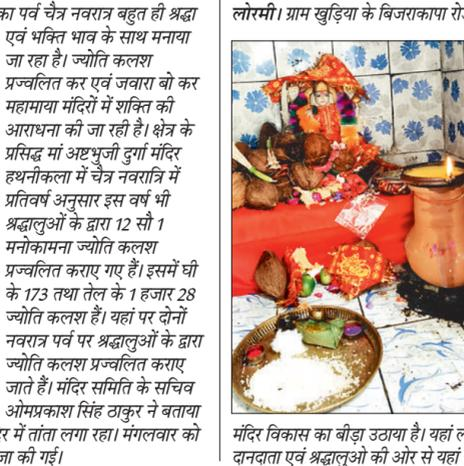 का पर्व चैत्र नवरात्र बहुत ही श्रद्धा
एवं भक्ति भाव के साथ मनाया
जा रहा है। ज्योति कलश
प्रज्वलित कर एवं जवारा बो कर
महामाया मंदिरों में शक्ति की
आराधना की जा रही है। क्षेत्र के
प्रसिद्ध मां अष्टभुजी दुर्गा मंदिर
हथनीकला में चैत्र नवरात्रि में
प्रतिवर्ष अनुसार इस वर्ष भी
श्रद्धालुओं के द्वारा 12 सौ 1
मनोकामना ज्योति कलश
प्रज्वलित कराए गए हैं। इसमें घी
के 173 तथा तेल के 1 हजार 28
ज्योति कलश हैं। यहां पर दोनों
नवरात्र पर्व पर श्रद्धालुओं के द्वारा
ज्योति कलश प्रज्वलित कराए
जाते हैं। मंदिर समिति के सचिव
ओमप्रकाश सिंह ठाकुर ने बताया
में तांता लगा रहा। मंगलवार को
की गई।
लोरमी। ग्राम खुड़िया के बिजराकापा
मंदिर विकास का बीड़ा उठाया है। यहां
दानदाता एवं श्रद्धालुओ की ओर से यहां